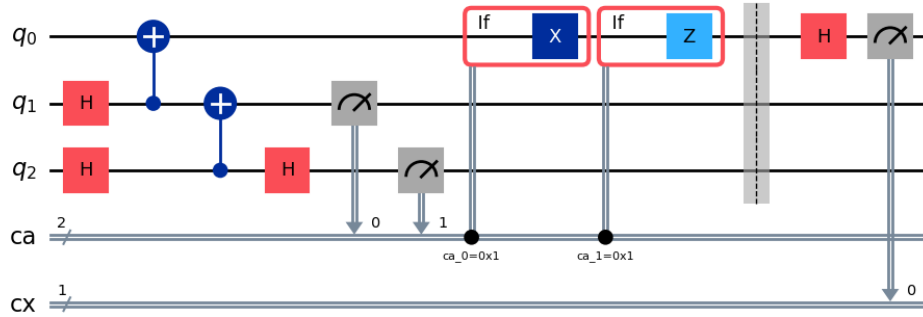 q0 If X If Z H
q1 H
q2 H H
ca 2 0 1
ca_0=0x1 ca_1=0x1
cx 1 0